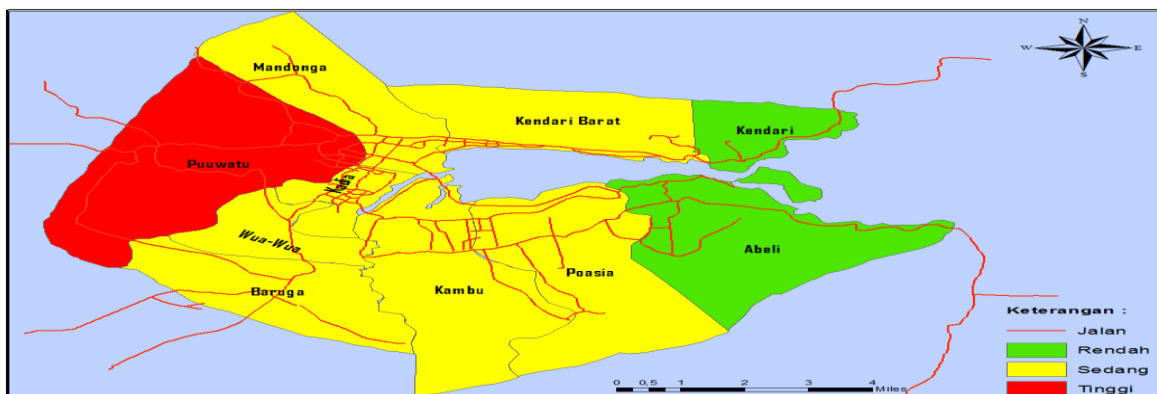 N
W
E
S
Mandonga
Kendari Barat
Kendari
Puuwatu
Kadia
Wua-Wua
Abeli
Poasia
Baruga
Kambu
Keterangan :
Jalan
Rendah
Sedang
Tinggi
0 0,5 1 2 3 4
Miles